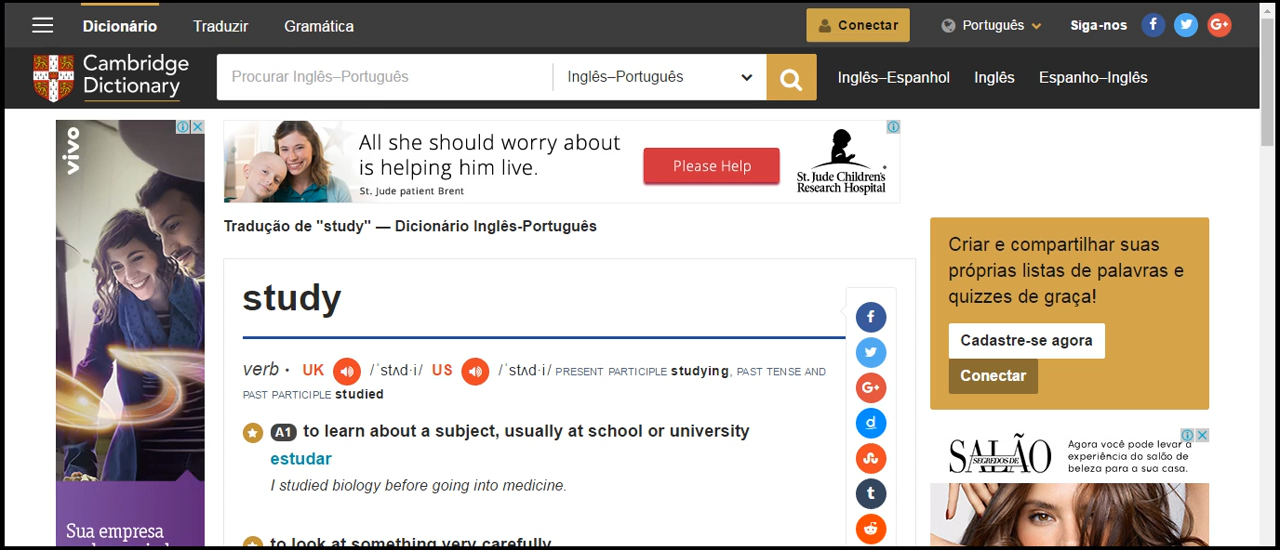 Dicionário Traduzir Gramática Conectar Português Siga-nos
Cambridge
Dictionary
Procurar Inglês–Português Inglês–Português Inglês–Espanhol Inglês Espanho–Inglês
vivo
All she should worry about
is helping him live.
St. Jude patient Brent
Please Help
St. Jude Children's
Research Hospital
Tradução de "study" — Dicionário Inglês-Português
study
verb · UK /ˈstʌd·i/ US /ˈstʌd·i/ PRESENT PARTICIPLE studying, PAST TENSE AND
PAST PARTICIPLE studied
A1 to learn about a subject, usually at school or university
estudar
I studied biology before going into medicine.
to look at something very carefully
Criar e compartilhar suas
próprias listas de palavras e
quizzes de graça!
Cadastre-se agora
Conectar
SEGREDOS DE
SALÃO
Agora você pode levar a
experiência do salão de
beleza para a sua casa.
Sua empresa